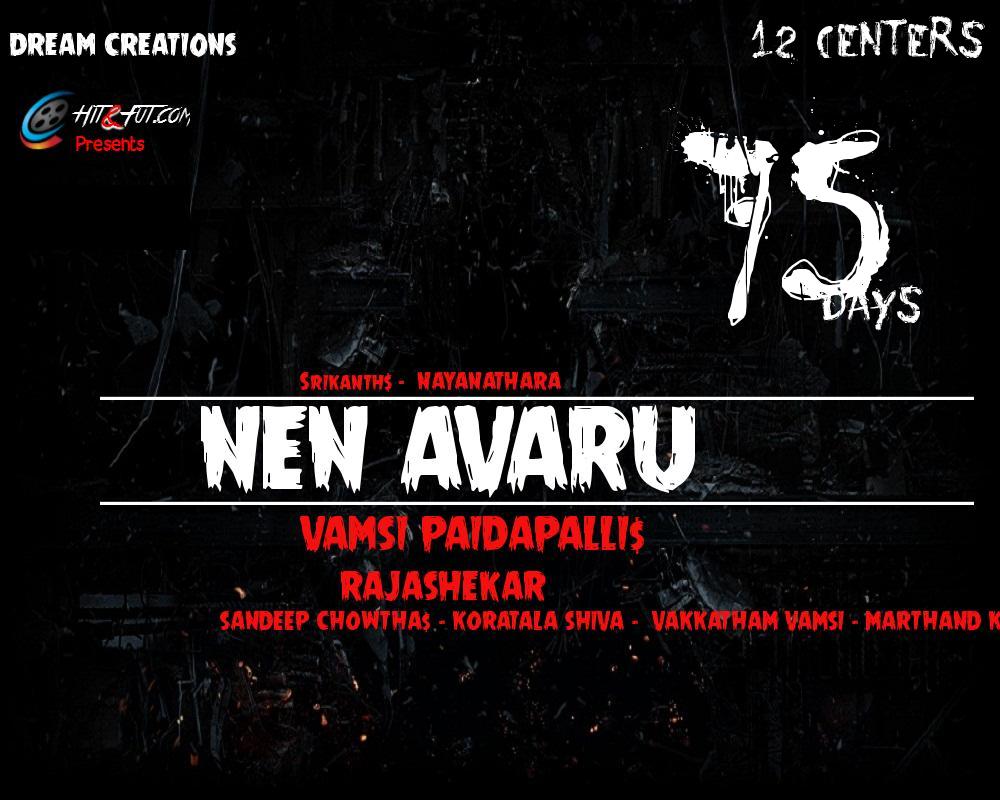 DREAM CREATIONS
12 CENTERS
HIT&FUT.COM
Presents
75
DAYS
SRIKANTH$ - NAYANATHARA
NEN AVARU
VAMSI PAIDAPALLI$
RAJASHEKAR
SANDEEP CHOWTHA$ - KORATALA SHIVA - VAKKATHAM VAMSI - MARTHAND K